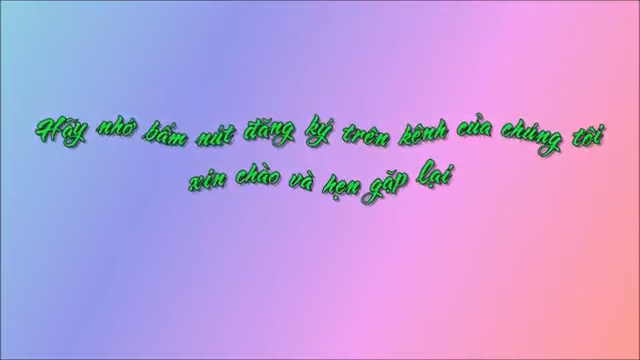 Hãy nhớ bấm nút đăng ký trên kênh của chúng tôi
xin chào và hẹn gặp lại